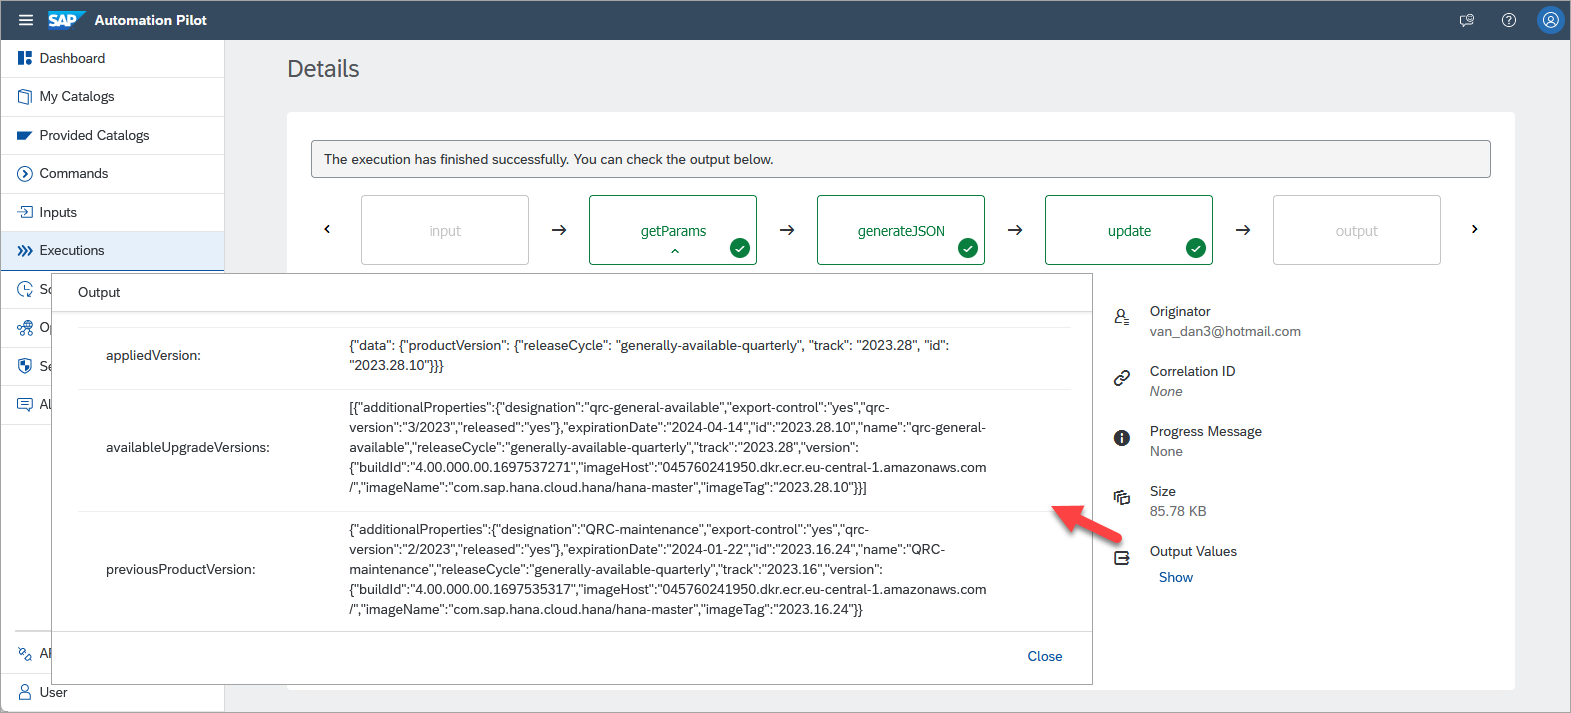 SAP Automation Pilot
Dashboard
My Catalogs
Provided Catalogs
Commands
Inputs
Executions
User
Details
The execution has finished successfully. You can check the output below.
input
getParams
generateJSON
update
output
Output
appliedVersion:
{"data": {"productVersion": {"releaseCycle": "generally-available-quarterly", "track": "2023.28", "id":
"2023.28.10"}}}
availableUpgradeVersions:
[{"additionalProperties":{"designation":"qrc-general-available","export-control":"yes","qrc-
version":"3/2023","released":"yes"},"expirationDate":"2024-04-14","id":"2023.28.10","name":"qrc-general-
available","releaseCycle":"generally-available-quarterly","track":"2023.28","version":
{"buildId":"4.00.000.00.1697537271","imageHost":"045760241950.dkr.ecr.eu-central-1.amazonaws.com
/","imageName":"com.sap.hana.cloud.hana/hana-master","imageTag":"2023.28.10"}}]
previousProductVersion:
{"additionalProperties":{"designation":"QRC-maintenance","export-control":"yes","qrc-
version":"2/2023","released":"yes"},"expirationDate":"2024-01-22","id":"2023.16.24","name":"QRC-
maintenance","releaseCycle":"generally-available-quarterly","track":"2023.16","version":
{"buildId":"4.00.000.00.1697535317","imageHost":"045760241950.dkr.ecr.eu-central-1.amazonaws.com
/","imageName":"com.sap.hana.cloud.hana/hana-master","imageTag":"2023.16.24"}}
Close
Originator
van_dan3@hotmail.com
Correlation ID
None
Progress Message
None
Size
85.78 KB
Output Values
Show